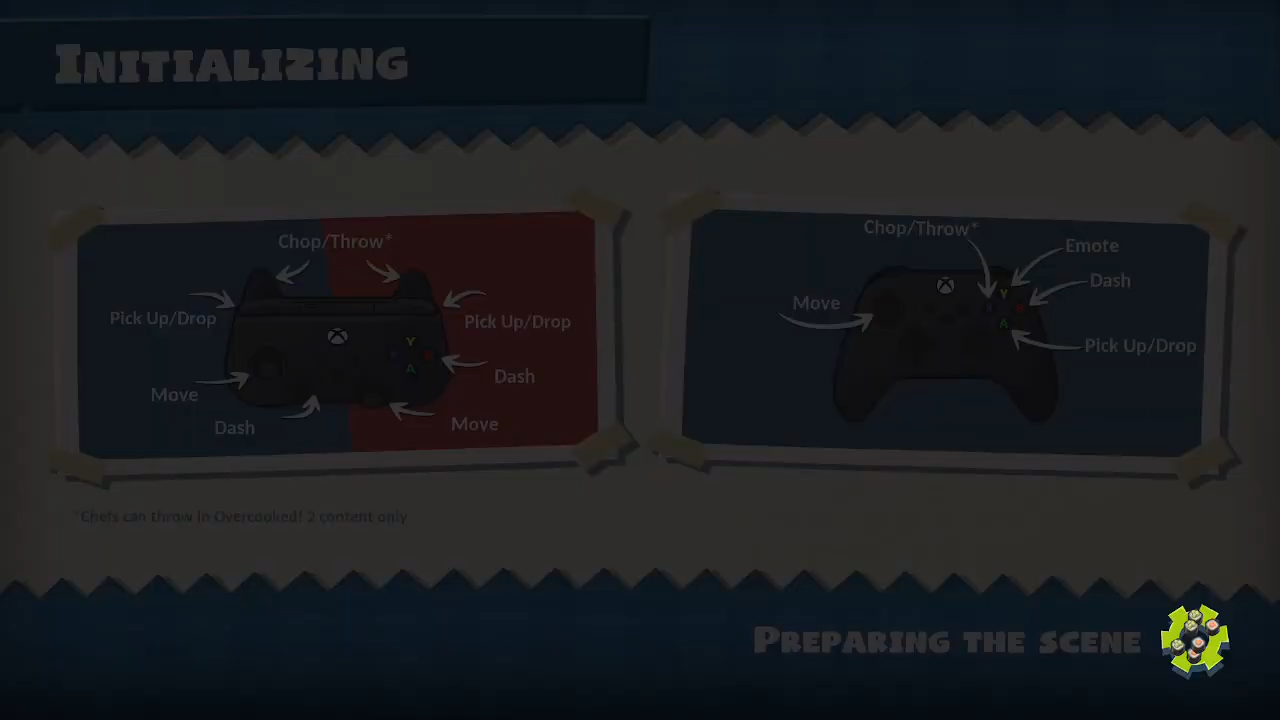 INITIALIZING
Chop/Throw*
Pick Up/Drop
Pick Up/Drop
Move
Dash
Dash
Move
Y
A
Chop/Throw*
Emote
Dash
Move
Pick Up/Drop
Y
A
*Chefs can throw in Overcooked! 2 content only
PREPARING THE SCENE